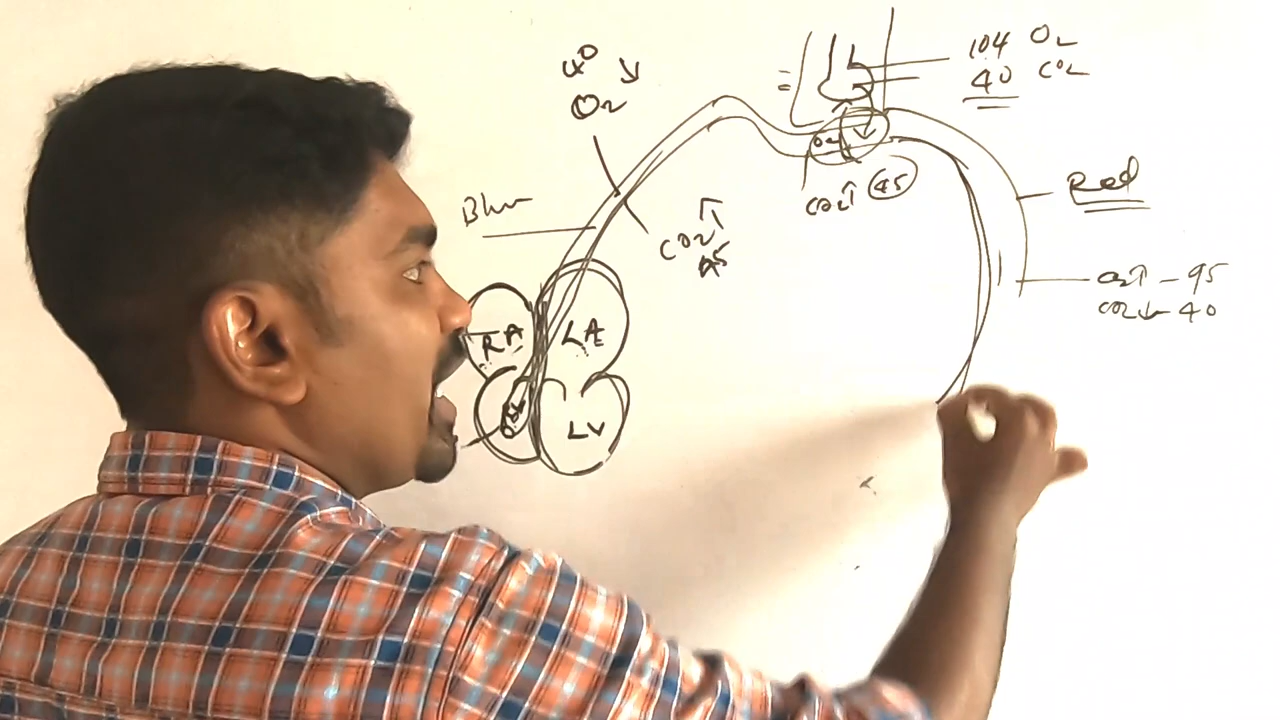 40 ↘
O2
104 O2
40 CO2
=
O2
CO2↑ 45
Red
Blue
CO2↑
45
O2↑ - 95
CO2↓ - 40
RA
LA
LV